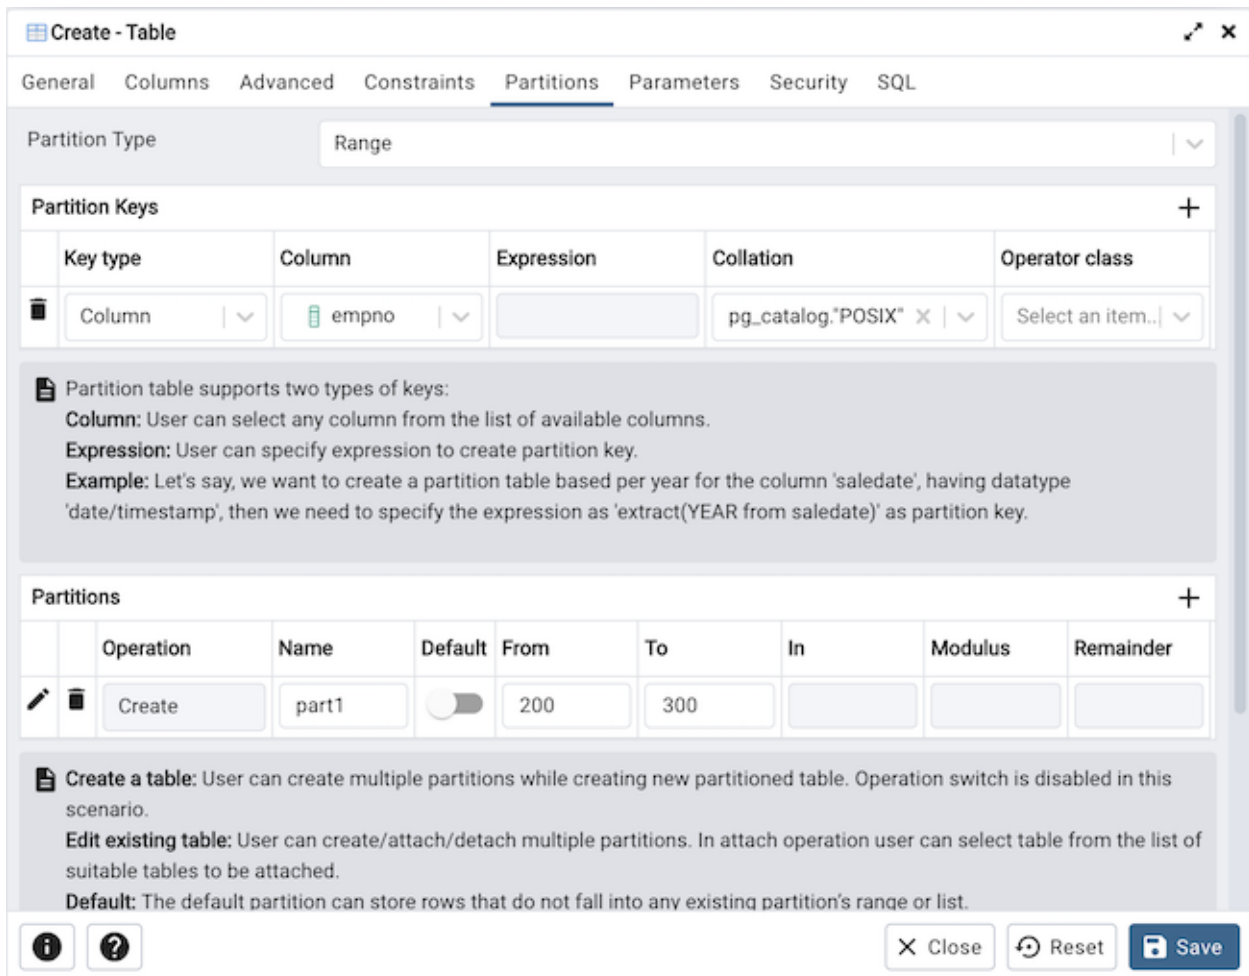 Create - Table
General Columns Advanced Constraints Partitions Parameters Security SQL
Partition Type Range
Partition Keys
Key type Column Expression Collation Operator class
Column empno pg_catalog."POSIX" Select an item...
Partition table supports two types of keys:
Column: User can select any column from the list of available columns.
Expression: User can specify expression to create partition key.
Example: Let's say, we want to create a partition table based per year for the column 'saledate', having datatype
'date/timestamp', then we need to specify the expression as 'extract(YEAR from saledate)' as partition key.
Partitions
Operation Name Default From To In Modulus Remainder
Create part1 200 300
Create a table: User can create multiple partitions while creating new partitioned table. Operation switch is disabled in this
scenario.
Edit existing table: User can create/attach/detach multiple partitions. In attach operation user can select table from the list of
suitable tables to be attached.
Default: The default partition can store rows that do not fall into any existing partition's range or list.
Close Reset Save